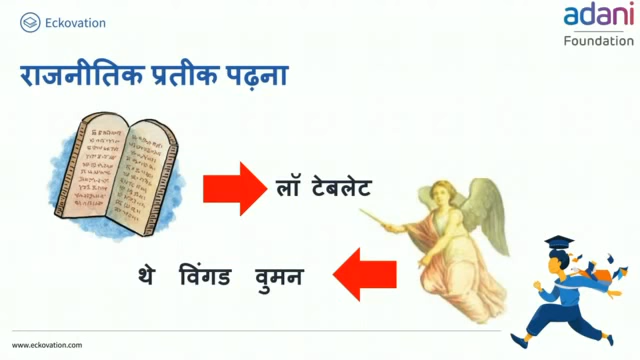 Eckovation
adani
Foundation
राजनीतिक प्रतीक पढ़ना
लॉ टेबलेट
थे विंगड वुमन
www.eckovation.com